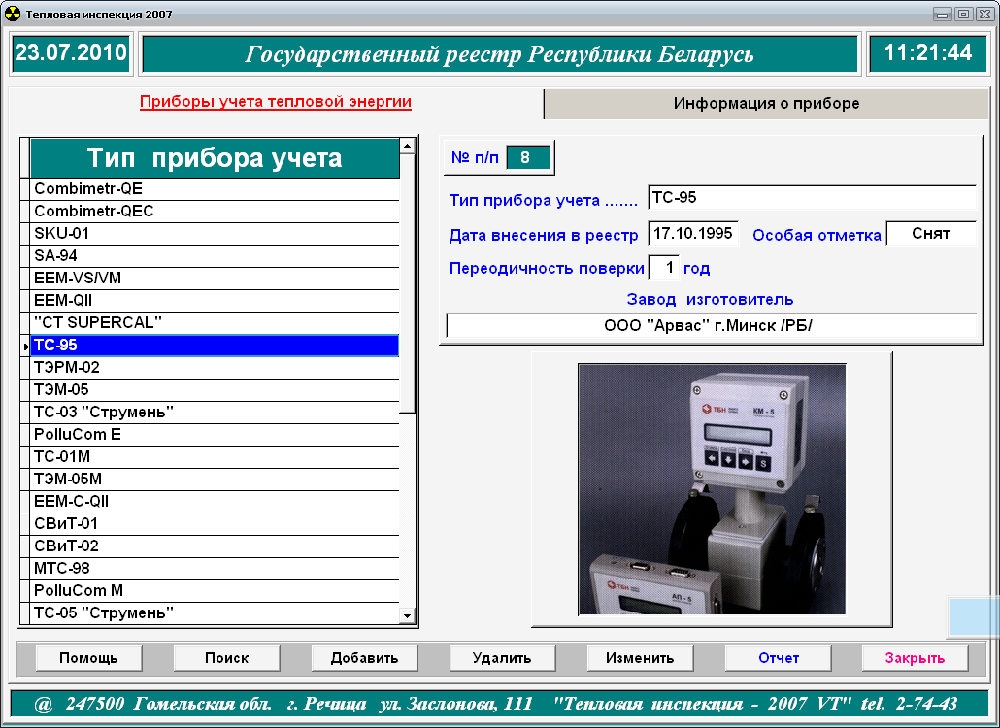 Тепловая инспекция 2007
23.07.2010
Государственный реестр Республики Беларусь
11:21:44
Приборы учета тепловой энергии
Информация о приборе
Тип прибора учета
Combimetr-QE
Combimetr-QEC
SKU-01
SA-94
EEM-VS/VM
EEM-QII
"CT SUPERCAL"
ТС-95
ТЭРМ-02
ТЭМ-05
ТС-03 "Струмень"
PolluCom E
ТС-01М
ТЭМ-05М
EEM-C-QII
СВиТ-01
СВиТ-02
МТС-98
PolluCom M
ТС-05 "Струмень"
№ п/п 8
Тип прибора учета ....... ТС-95
Дата внесения в реестр 17.10.1995 Особая отметка Снят
Переодичность поверки 1 год
Завод изготовитель
ООО "Арвас" г.Минск /РБ/
ТБН КМ - 5
S
ТБН
АП - 5
Помощь
Поиск
Добавить
Удалить
Изменить
Отчет
Закрыть
@ 247500 Гомельская обл. г. Речица ул. Заслонова, 111 "Тепловая инспекция - 2007 VT" tel. 2-74-43